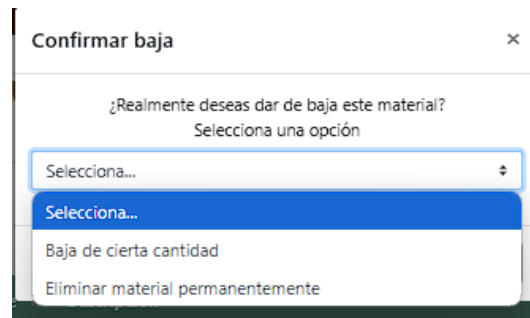 Confirmar baja ×
¿Realmente deseas dar de baja este material?
Selecciona una opción
Selecciona...
Selecciona...
Baja de cierta cantidad
Eliminar material permanentemente